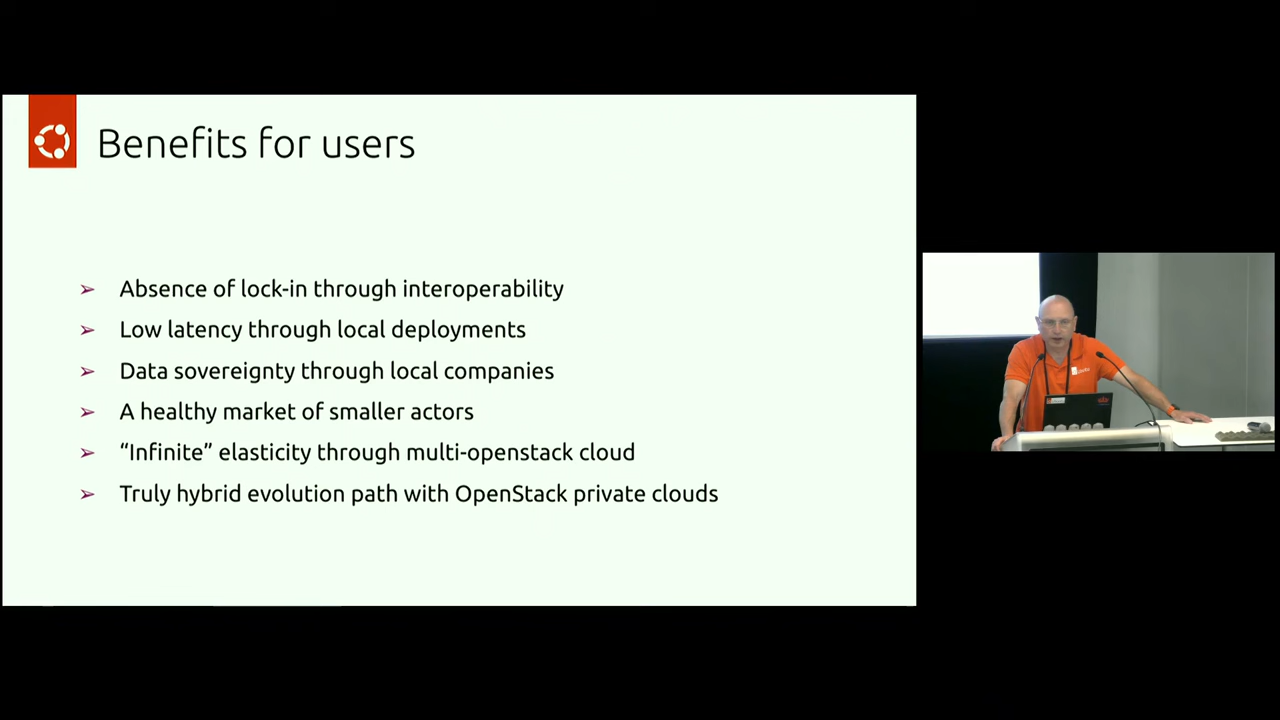 Benefits for users
➢ Absence of lock-in through interoperability
➢ Low latency through local deployments
➢ Data sovereignty through local companies
➢ A healthy market of smaller actors
➢ “Infinite” elasticity through multi-openstack cloud
➢ Truly hybrid evolution path with OpenStack private clouds